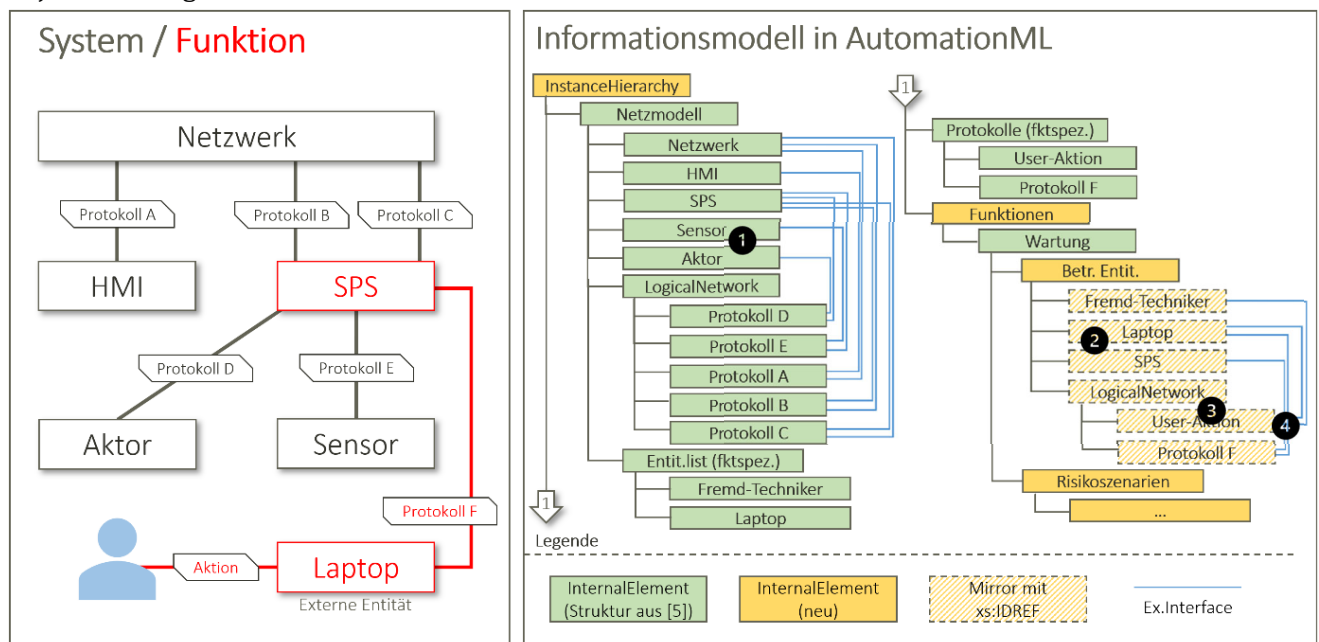 System / Funktion
Netzwerk
Protokoll A
Protokoll B
Protokoll C
HMI
SPS
Protokoll D
Protokoll E
Aktor
Sensor
Protokoll F
Aktion
Laptop
Externe Entität
Informationsmodell in AutomationML
InstanceHierarchy
Netzmodell
Netzwerk
HMI
SPS
Sensor
1
Aktor
LogicalNetwork
Protokoll D
Protokoll E
Protokoll A
Protokoll B
Protokoll C
Entit.list (fktspez.)
Fremd-Techniker
Laptop
1
1
Protokolle (fktspez.)
User-Aktion
Protokoll F
Funktionen
Wartung
Betr. Entit.
Fremd-Techniker
Laptop
2
SPS
LogicalNetwork
3
User-Aktion
4
Protokoll F
Risikoszenarien
...
Legende
InternalElement
(Struktur aus [5])
InternalElement
(neu)
Mirror mit
xs:IDREF
Ex.Interface